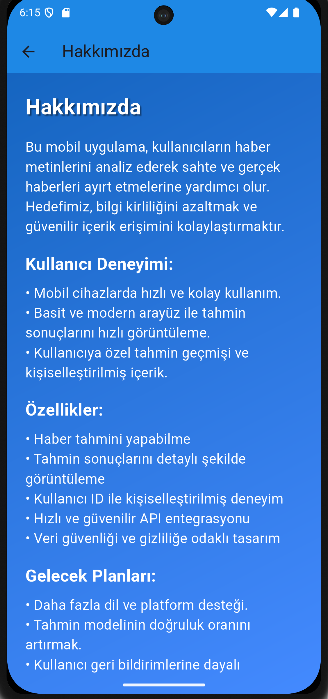 6:15
Hakkımızda
Hakkımızda
Bu mobil uygulama, kullanıcıların haber
metinlerini analiz ederek sahte ve gerçek
haberleri ayırt etmelerine yardımcı olur.
Hedefimiz, bilgi kirliliğini azaltmak ve
güvenilir içerik erişimini kolaylaştırmaktır.
Kullanıcı Deneyimi:
• Mobil cihazlarda hızlı ve kolay kullanım.
• Basit ve modern arayüz ile tahmin
sonuçlarını hızlı görüntüleme.
• Kullanıcıya özel tahmin geçmişi ve
kişiselleştirilmiş içerik.
Özellikler:
• Haber tahmini yapabilme
• Tahmin sonuçlarını detaylı şekilde
görüntüleme
• Kullanıcı ID ile kişiselleştirilmiş deneyim
• Hızlı ve güvenilir API entegrasyonu
• Veri güvenliği ve gizliliğe odaklı tasarım
Gelecek Planları:
• Daha fazla dil ve platform desteği.
• Tahmin modelinin doğruluk oranını
artırmak.
• Kullanıcı geri bildirimlerine dayalı